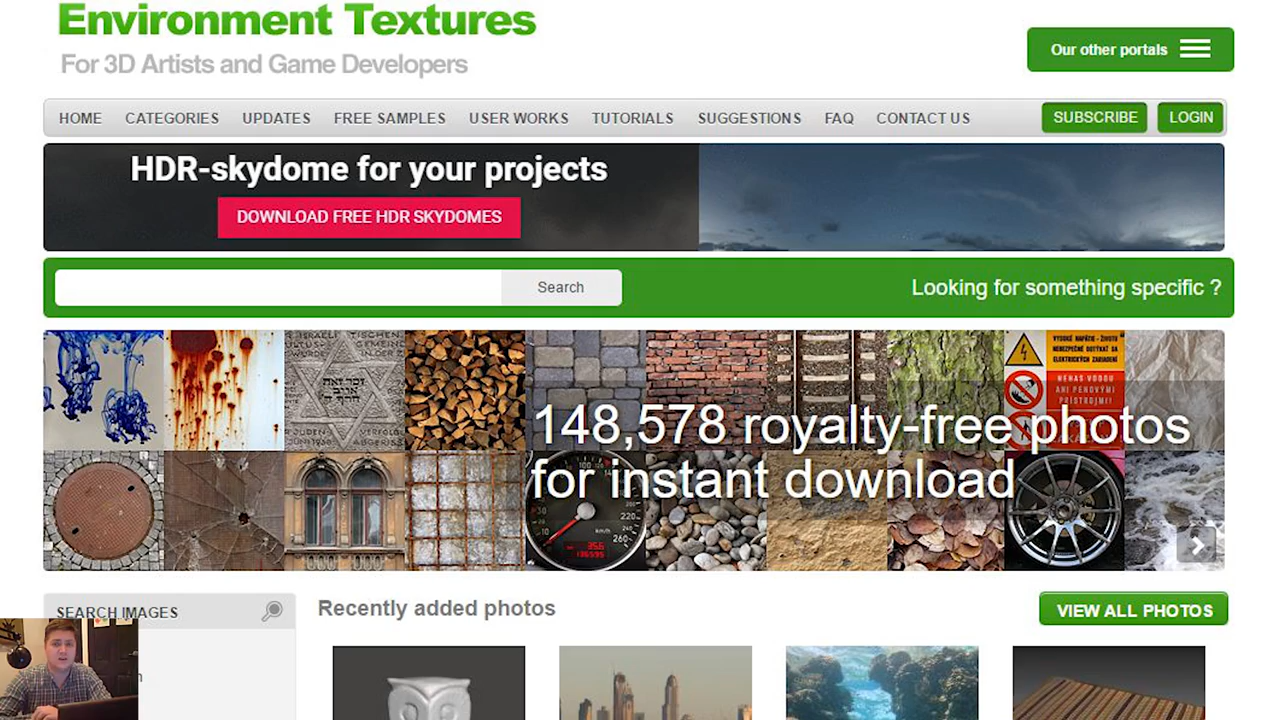 Environment Textures
For 3D Artists and Game Developers
Our other portals
HOME CATEGORIES UPDATES FREE SAMPLES USER WORKS TUTORIALS SUGGESTIONS FAQ CONTACT US SUBSCRIBE LOGIN
HDR-skydome for your projects
DOWNLOAD FREE HDR SKYDOMES
Search
Looking for something specific ?
148,578 royalty-free photos
for instant download
SEARCH IMAGES
Recently added photos
VIEW ALL PHOTOS